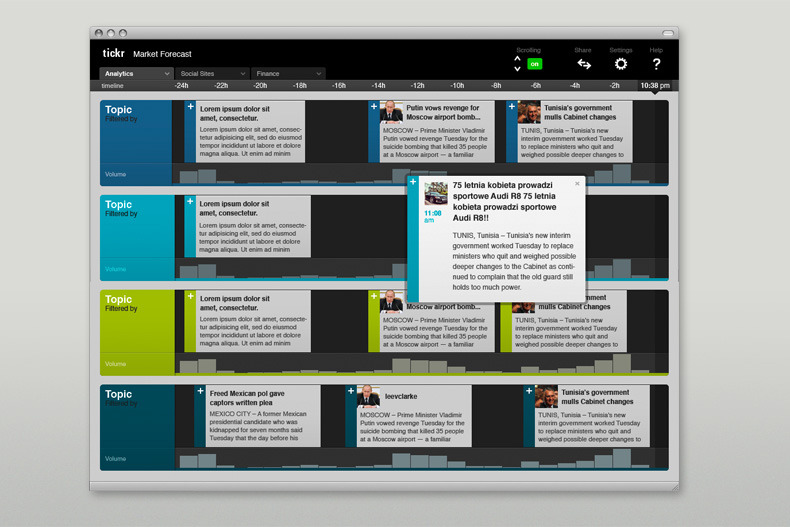 tickr Market Forecast
Scrolling
on
Share
Settings
Help
?
Analytics
Social Sites
Finance
timeline
-24h
-22h
-20h
-18h
-16h
-14h
-12h
-10h
-8h
-6h
-4h
-2h
10:38 pm
Topic
Filtered by
Volume
Lorem ipsum dolor sit
amet, consectetur.
Lorem ipsum dolor sit amet, consec-
tetur adipisicing elit, sed do eiusmod
tempor incididunt ut labore et dolore
magna aliqua. Ut enim ad minim
Putin vows revenge for
Moscow airport bomb...
MOSCOW – Prime Minister Vladimir
Putin vowed revenge Tuesday for the
suicide bombing that killed 35 people
at a Moscow airport — a familiar
Tunisia's government
mulls Cabinet changes
TUNIS, Tunisia – Tunisia's new
interim government worked Tuesday
to replace ministers who quit and
weighed possible deeper changes to
Topic
Filtered by
Volume
Lorem ipsum dolor sit
amet, consectetur.
Lorem ipsum dolor sit amet, consec-
tetur adipisicing elit, sed do eiusmod
tempor incididunt ut labore et dolore
magna aliqua. Ut enim ad minim
75 letnia kobieta prowadzi
sportowe Audi R8 75 letnia
kobieta prowadzi sportowe
Audi R8!!
11:08
am
TUNIS, Tunisia – Tunisia's new interim
government worked Tuesday to replace
ministers who quit and weighed possible
deeper changes to the Cabinet as conti-
nued to complain that the old guard still
holds too much power.
Topic
Filtered by
Volume
Lorem ipsum dolor sit
amet, consectetur.
Lorem ipsum dolor sit amet, consec-
tetur adipisicing elit, sed do eiusmod
tempor incididunt ut labore et dolore
magna aliqua. Ut enim ad minim
Moscow airport bomb...
MOSCOW – Prime Minister Vladimir
Putin vowed revenge Tuesday for the
suicide bombing that killed 35 people
at a Moscow airport — a familiar
mulls Cabinet changes
TUNIS, Tunisia – Tunisia's new
interim government worked Tuesday
to replace ministers who quit and
weighed possible deeper changes to
Topic
Filtered by
Volume
Freed Mexican pol gave
captors written plea
MEXICO CITY – A former Mexican
presidential candidate who was
kidnapped for seven months said
Tuesday that the day before his
leevclarke
MOSCOW – Prime Minister Vladimir
Putin vowed revenge Tuesday for the
suicide bombing that killed 35 people
at a Moscow airport — a familiar
Tunisia's government
mulls Cabinet changes
TUNIS, Tunisia – Tunisia's new
interim government worked Tuesday
to replace ministers who quit and
weighed possible deeper changes to